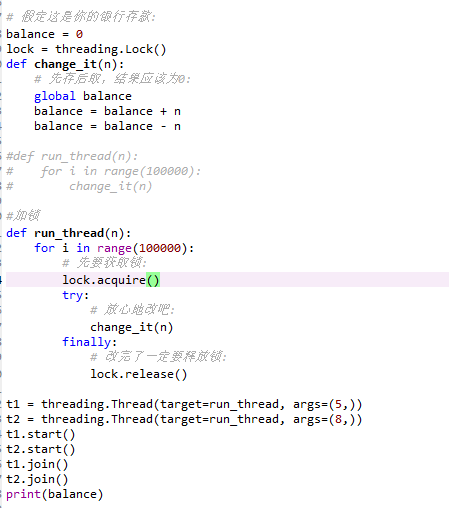 # 假定这是你的银行存款:
balance = 0
lock = threading.Lock()
def change_it(n):
    # 先存后取，结果应该为0:
    global balance
    balance = balance + n
    balance = balance - n
#def run_thread(n):
#    for i in range(100000):
#        change_it(n)
#加锁
def run_thread(n):
    for i in range(100000):
        # 先要获取锁:
        lock.acquire()
        try:
            # 放心地改吧:
            change_it(n)
        finally:
            # 改完了一定要释放锁:
            lock.release()
t1 = threading.Thread(target=run_thread, args=(5,))
t2 = threading.Thread(target=run_thread, args=(8,))
t1.start()
t2.start()
t1.join()
t2.join()
print(balance)